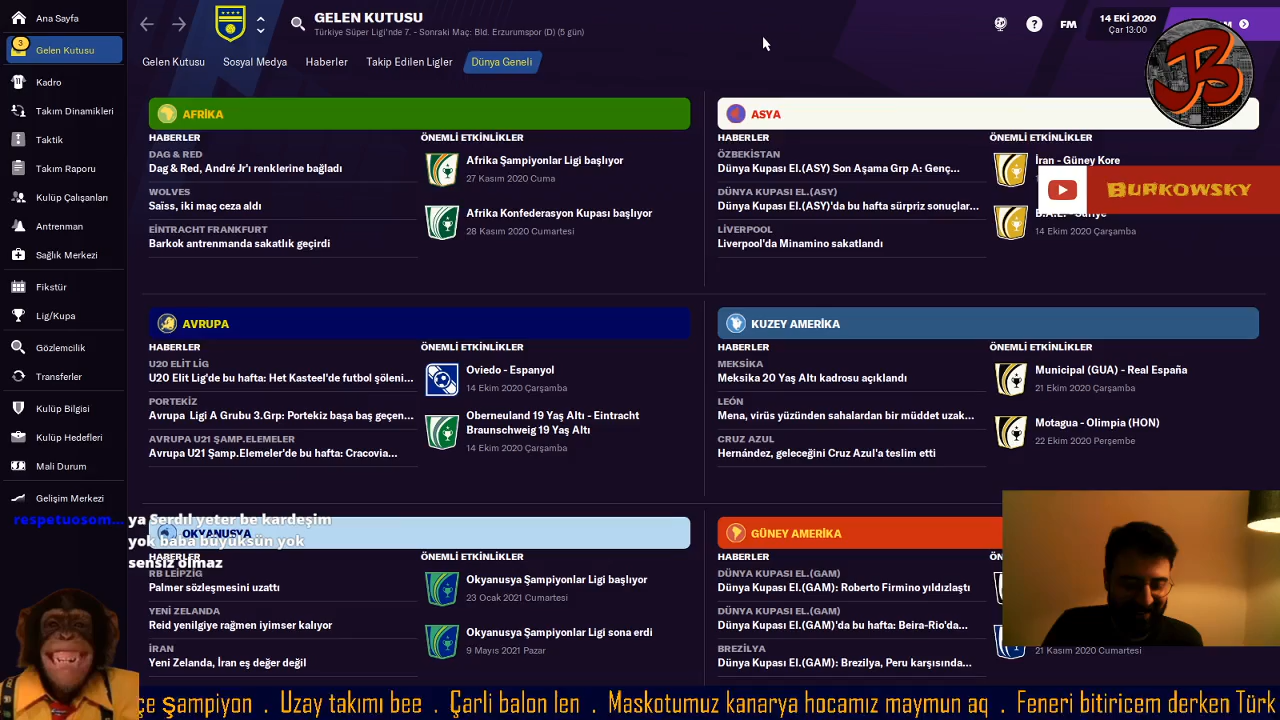 Ana Sayfa
3
Gelen Kutusu
Kadro
Takım Dinamikleri
Taktik
Takım Raporu
Kulüp Çalışanları
Antrenman
Sağlık Merkezi
Fikstür
Lig/Kupa
Gözlemcilik
Transferler
Kulüp Bilgisi
Kulüp Hedefleri
Mali Durum
Gelişim Merkezi
GELEN KUTUSU
Türkiye Süper Ligi'nde 7. - Sonraki Maç: Bld. Erzurumspor (D) (5 gün)
FM
14 EKİ 2020
Çar 13:00
JB
Gelen Kutusu
Sosyal Medya
Haberler
Takip Edilen Ligler
Dünya Geneli
AFRİKA
HABERLER
DAG & RED
Dag & Red, André Jr'ı renklerine bağladı
WOLVES
Saïss, iki maç ceza aldı
EİNTRACHT FRANKFURT
Barkok antrenmanda sakatlık geçirdi
ÖNEMLİ ETKİNLİKLER
Afrika Şampiyonlar Ligi başlıyor
27 Kasım 2020 Cuma
Afrika Konfederasyon Kupası başlıyor
28 Kasım 2020 Cumartesi
ASYA
HABERLER
ÖZBEKİSTAN
Dünya Kupası El.(ASY) Son Aşama Grp A: Genç...
DÜNYA KUPASI EL.(ASY)
Dünya Kupası El.(ASY)'da bu hafta sürpriz sonuçlar...
LİVERPOOL
Liverpool'da Minamino sakatlandı
ÖNEMLİ ETKİNLİKLER
İran - Güney Kore
14 Ekim 2020 Çarşamba
BURKOWSKY
AVRUPA
HABERLER
U20 ELİT LİG
U20 Elit Lig'de bu hafta: Het Kasteel'de futbol şöleni...
PORTEKİZ
Avrupa Ligi A Grubu 3.Grp: Portekiz başa baş geçen...
AVRUPA U21 ŞAMP.ELEMELER
Avrupa U21 Şamp.Elemeler'de bu hafta: Cracovia...
ÖNEMLİ ETKİNLİKLER
Oviedo - Espanyol
14 Ekim 2020 Çarşamba
Oberneuland 19 Yaş Altı - Eintracht
Braunschweig 19 Yaş Altı
14 Ekim 2020 Çarşamba
KUZEY AMERİKA
HABERLER
MEKSİKA
Meksika 20 Yaş Altı kadrosu açıklandı
LEÓN
Mena, virüs yüzünden sahalardan bir müddet uzak...
CRUZ AZUL
Hernández, geleceğini Cruz Azul'a teslim etti
ÖNEMLİ ETKİNLİKLER
Municipal (GUA) - Real España
21 Ekim 2020 Çarşamba
Motagua - Olimpia (HON)
22 Ekim 2020 Perşembe
respetuosom... ya Serdıl yeter be kardeşim
yok baba büyüksün yok
sensiz olmaz
OKYANUSYA
HABERLER
RB LEİPZİG
Palmer sözleşmesini uzattı
YENİ ZELANDA
Reid yenilgiye rağmen iyimser kalıyor
İRAN
Yeni Zelanda, İran eş değer değil
ÖNEMLİ ETKİNLİKLER
Okyanusya Şampiyonlar Ligi başlıyor
23 Ocak 2021 Cumartesi
Okyanusya Şampiyonlar Ligi sona erdi
9 Mayıs 2021 Pazar
GÜNEY AMERİKA
HABERLER
DÜNYA KUPASI EL.(GAM)
Dünya Kupası El.(GAM): Roberto Firmino yıldızlaştı
DÜNYA KUPASI EL.(GAM)
Dünya Kupası El.(GAM)'da bu hafta: Beira-Rio'da...
BREZİLYA
Dünya Kupası El.(GAM): Brezilya, Peru karşısında...
21 Kasım 2020 Cumartesi
çe şampiyon . Uzay takımı bee . Çarli balon len . Maskotumuz kanarya hocamız maymun aq . Feneri bitiricem derken Türk